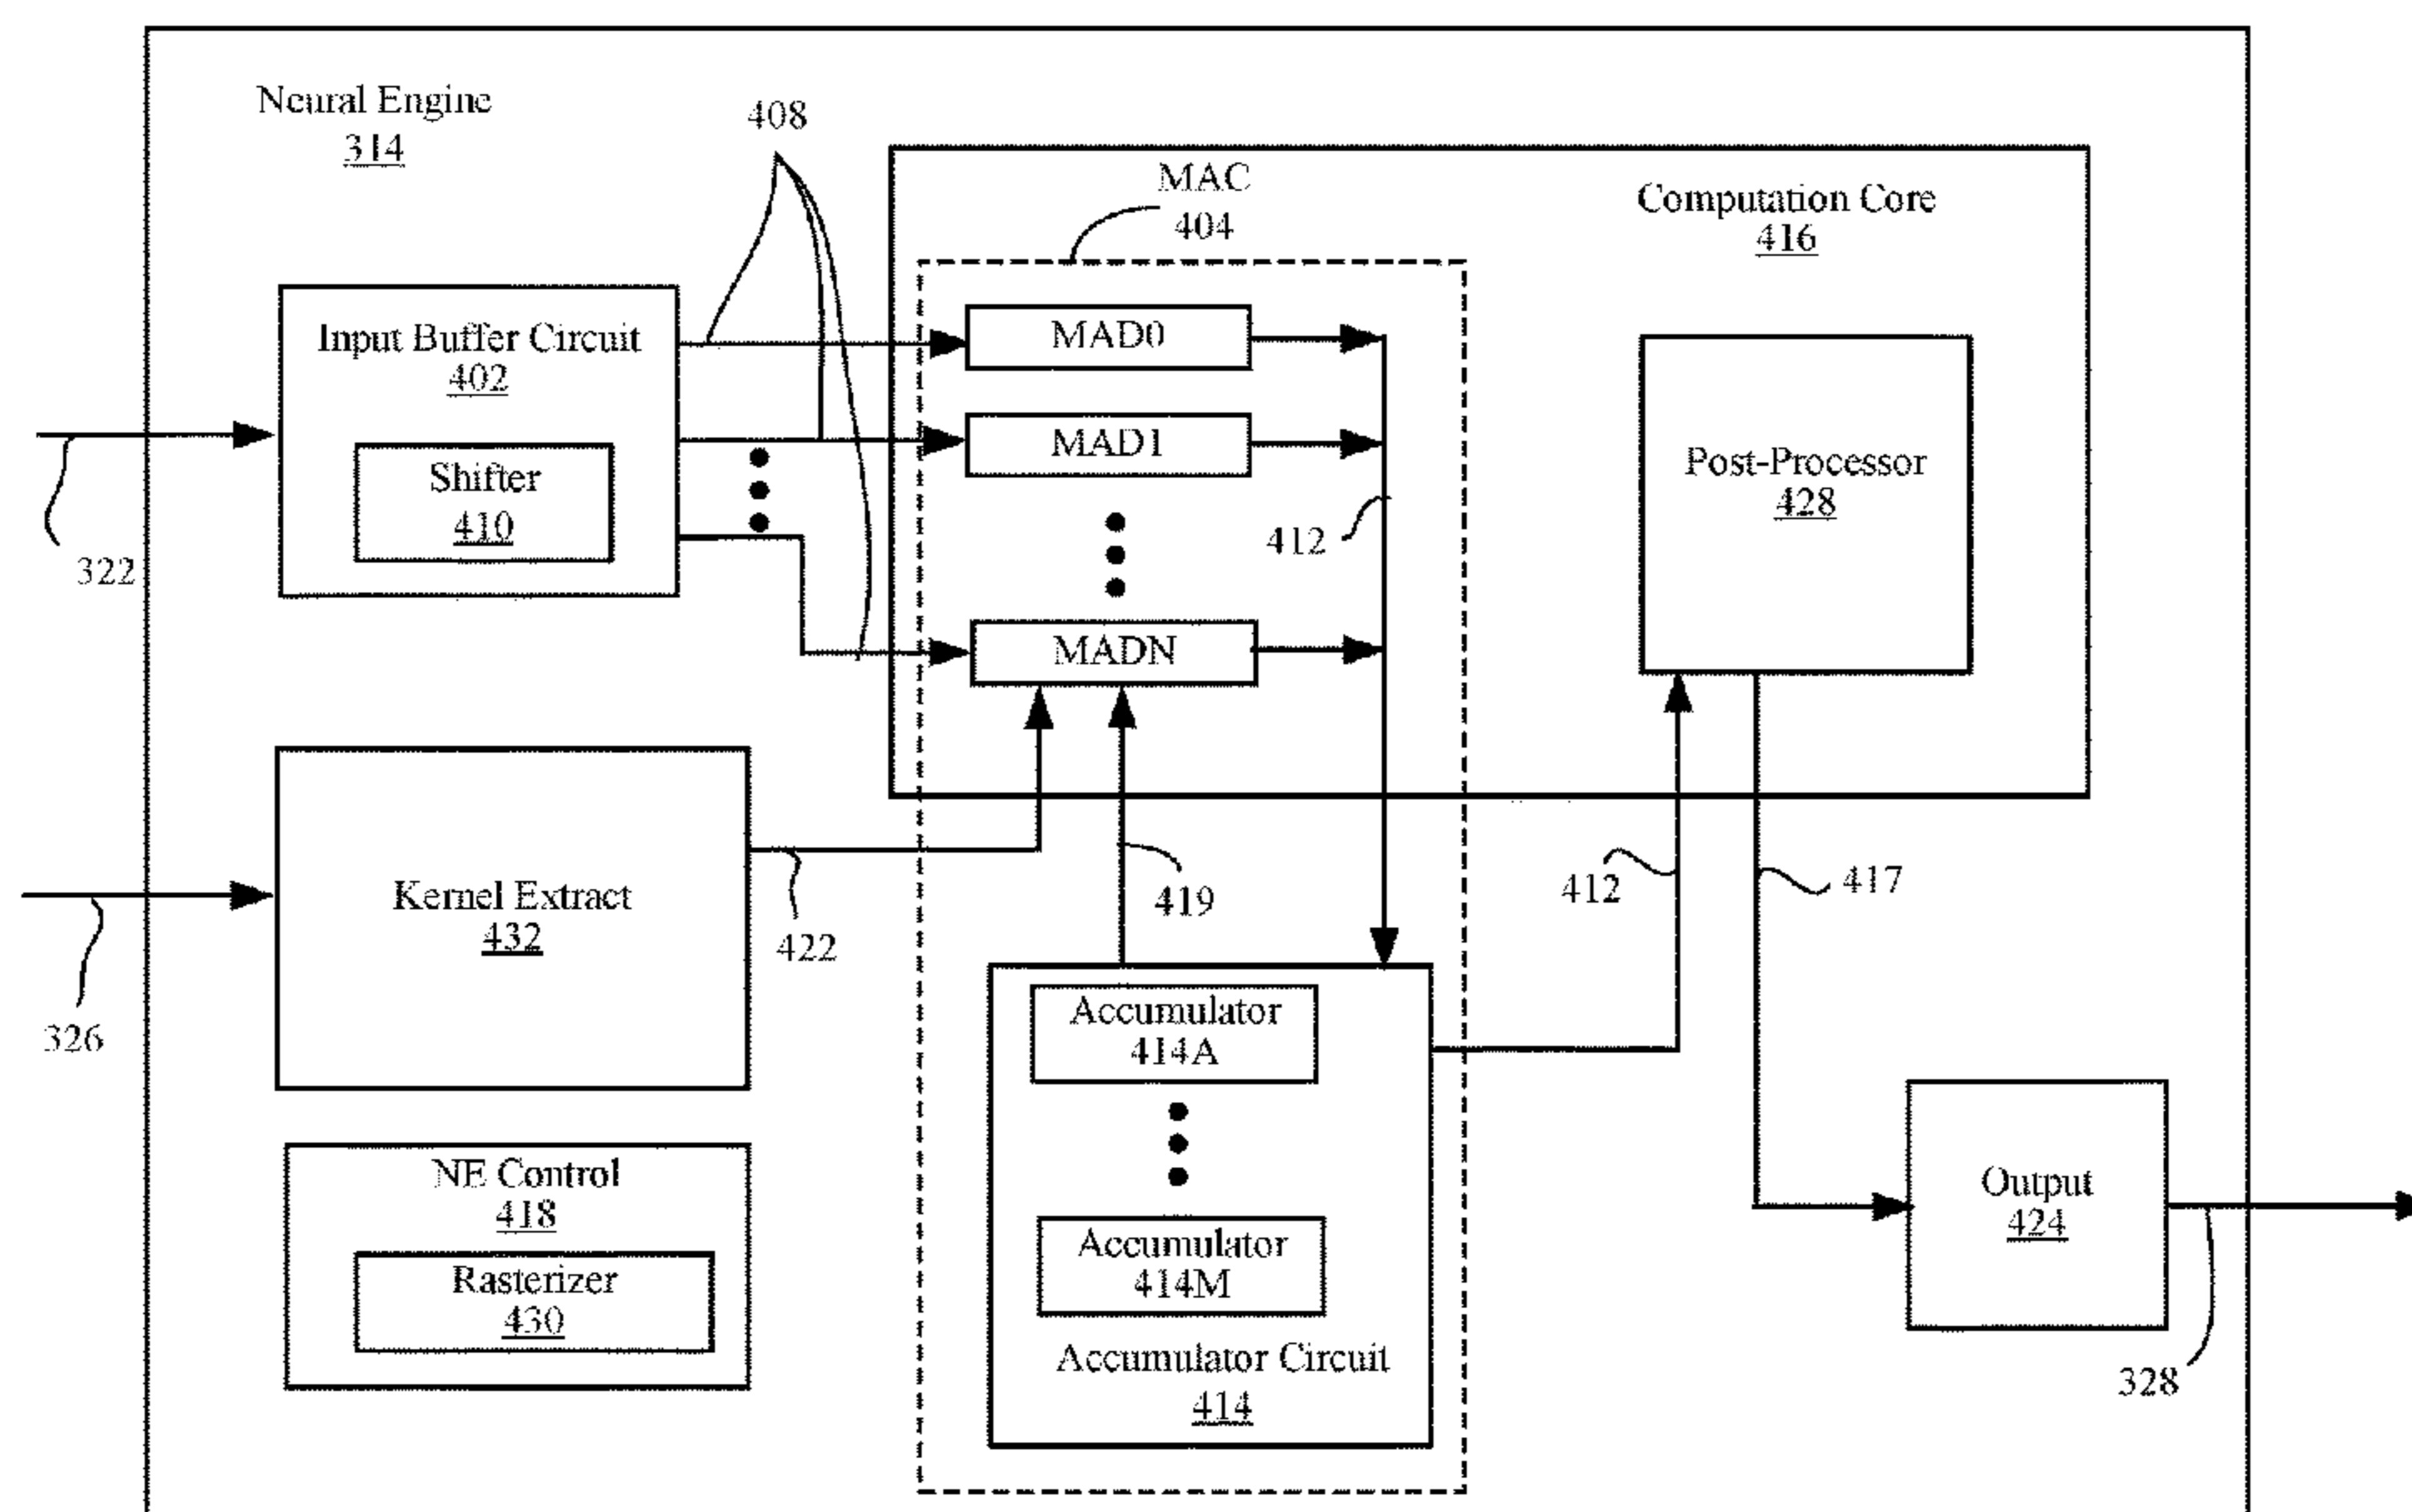 Neural Engine
314
408
MAC
404
Computation Core
416
Input Buffer Circuit
402
Shifter
410
322
MAD0
MAD1
MADN
412
Post-Processor
428
Kernel Extract
432
326
422
419
412
417
Accumulator
414A
Accumulator
414M
Accumulator Circuit
414
NE Control
418
Rasterizer
430
Output
424
328